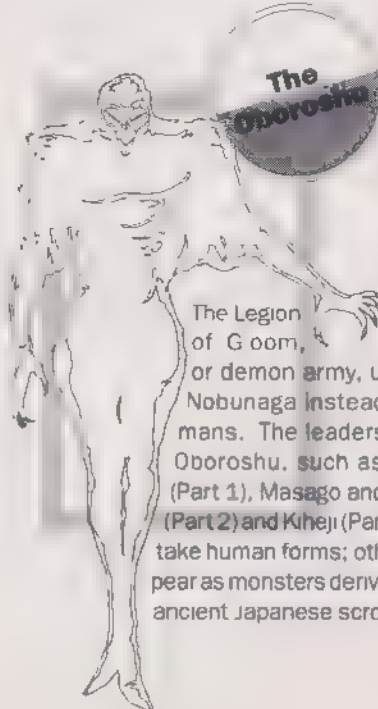 The
Oboroshu
The Legion
of G oom,
or demon army, u
Nobunaga instead
mans. The leaders
Oboroshu. such as
(Part 1), Masago and
(Part 2) and Kiheji (Par
take human forms; oth
pear as monsters deriv
ancient Japanese scro